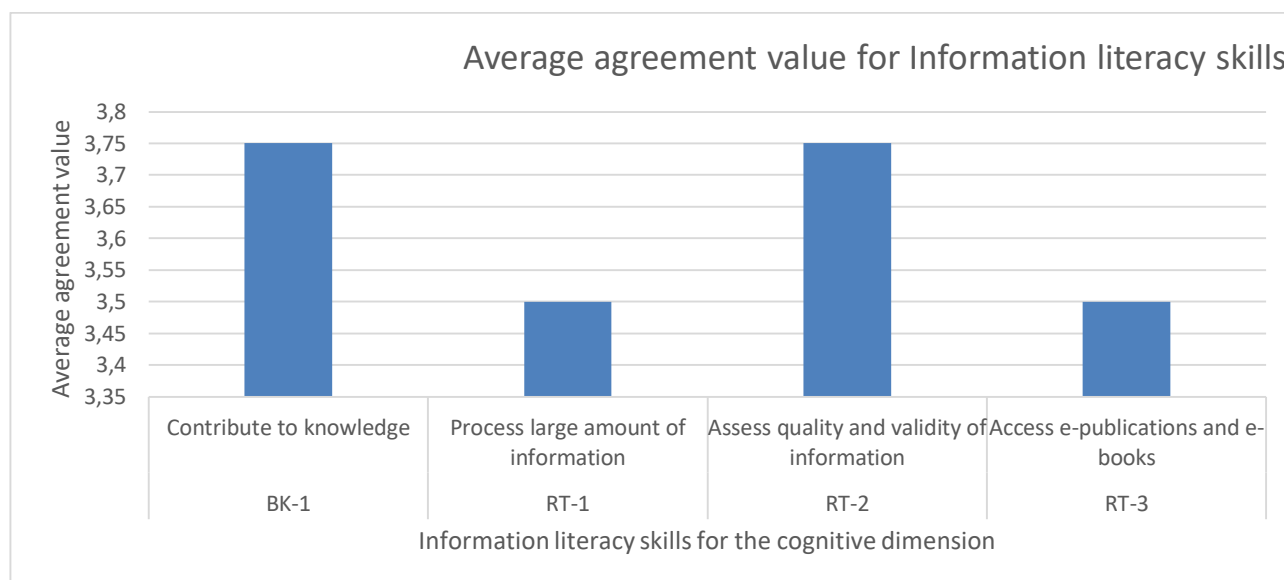 Average agreement value for Information literacy skills
Average agreement value
3,8
3,75
3,7
3,65
3,6
3,55
3,5
3,45
3,4
3,35
Contribute to knowledge
Process large amount of
information
Assess quality and validity of
information
Access e-publications and e-
books
BK-1
RT-1
RT-2
RT-3
Information literacy skills for the cognitive dimension